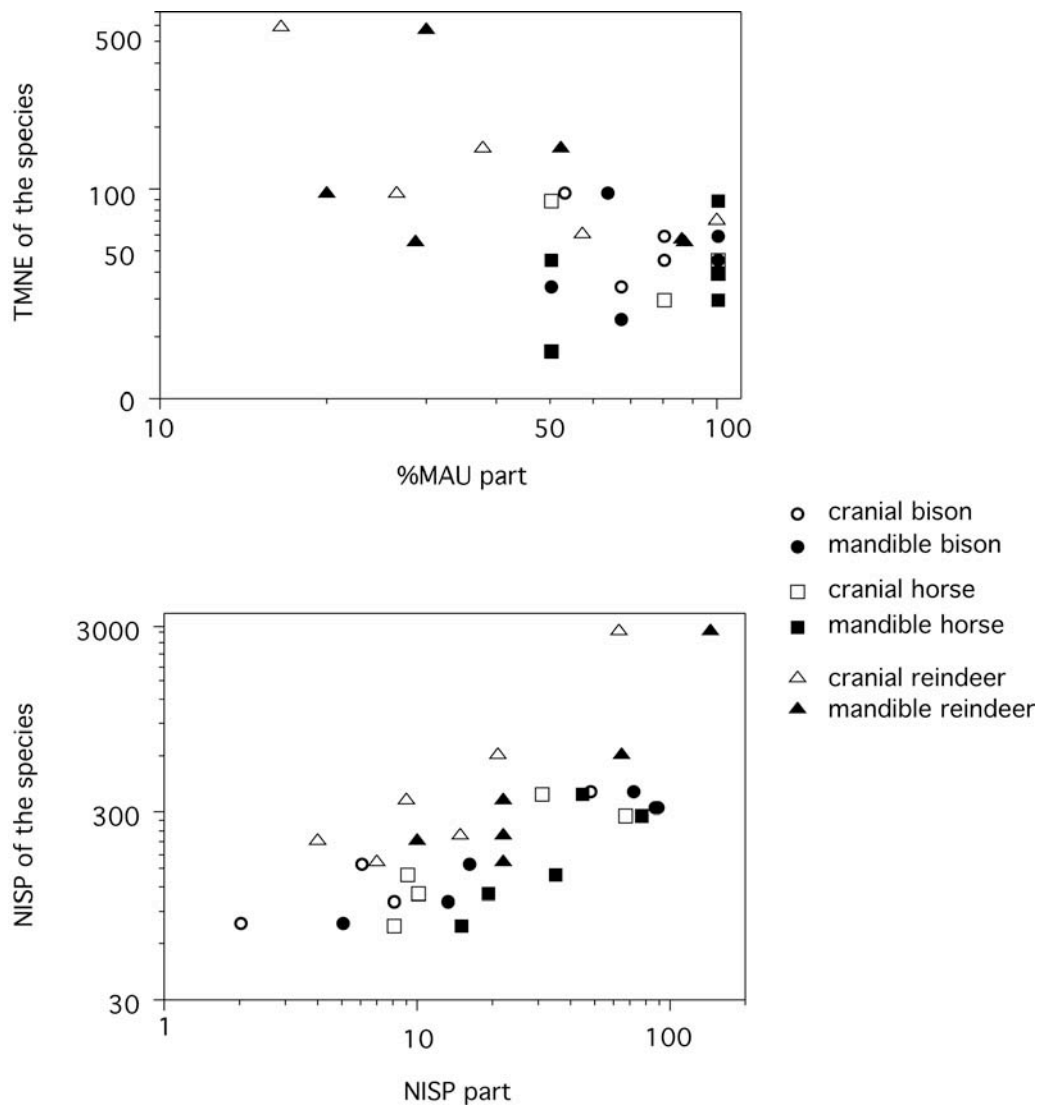 TMNE of the species
500
100
50
0
10
50
100
%MAU part
cranial bison
mandible bison
cranial horse
mandible horse
cranial reindeer
mandible reindeer
NISP of the species
3000
300
30
1
10
100
NISP part